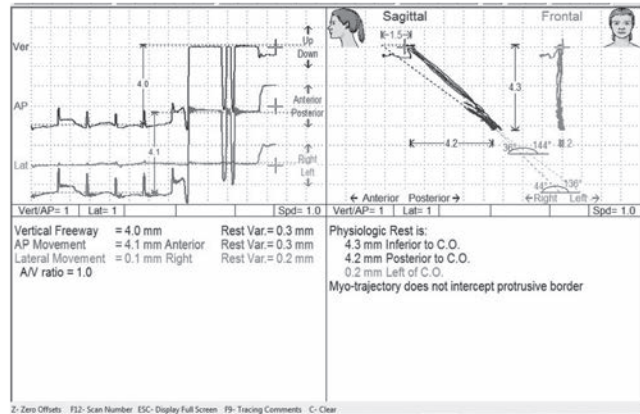 Ver
Up
Down
4.0
AP
Anterior
Posterior
4.1
Lat
Right
Left
Vert/AP= 1 Lat= 1 Spd= 1.0
Vertical Freeway = 4.0 mm Rest Var.= 0.3 mm
AP Movement = 4.1 mm Anterior Rest Var.= 0.3 mm
Lateral Movement = 0.1 mm Right Rest Var.= 0.2 mm
A/V ratio = 1.0
Sagittal Frontal
1.5
4.3
4.2
36° 144°
44° 136°
Anterior Posterior Right Left
Vert/AP= 1 Lat= 1 Spd= 1.0
Physiologic Rest is:
4.3 mm Inferior to C.O.
4.2 mm Posterior to C.O.
0.2 mm Left of C.O.
Myo-trajectory does not intercept protrusive border
Z- Zero Offsets F12- Scan Number ESC- Display Full Screen F9- Tracing Comments C- Clear